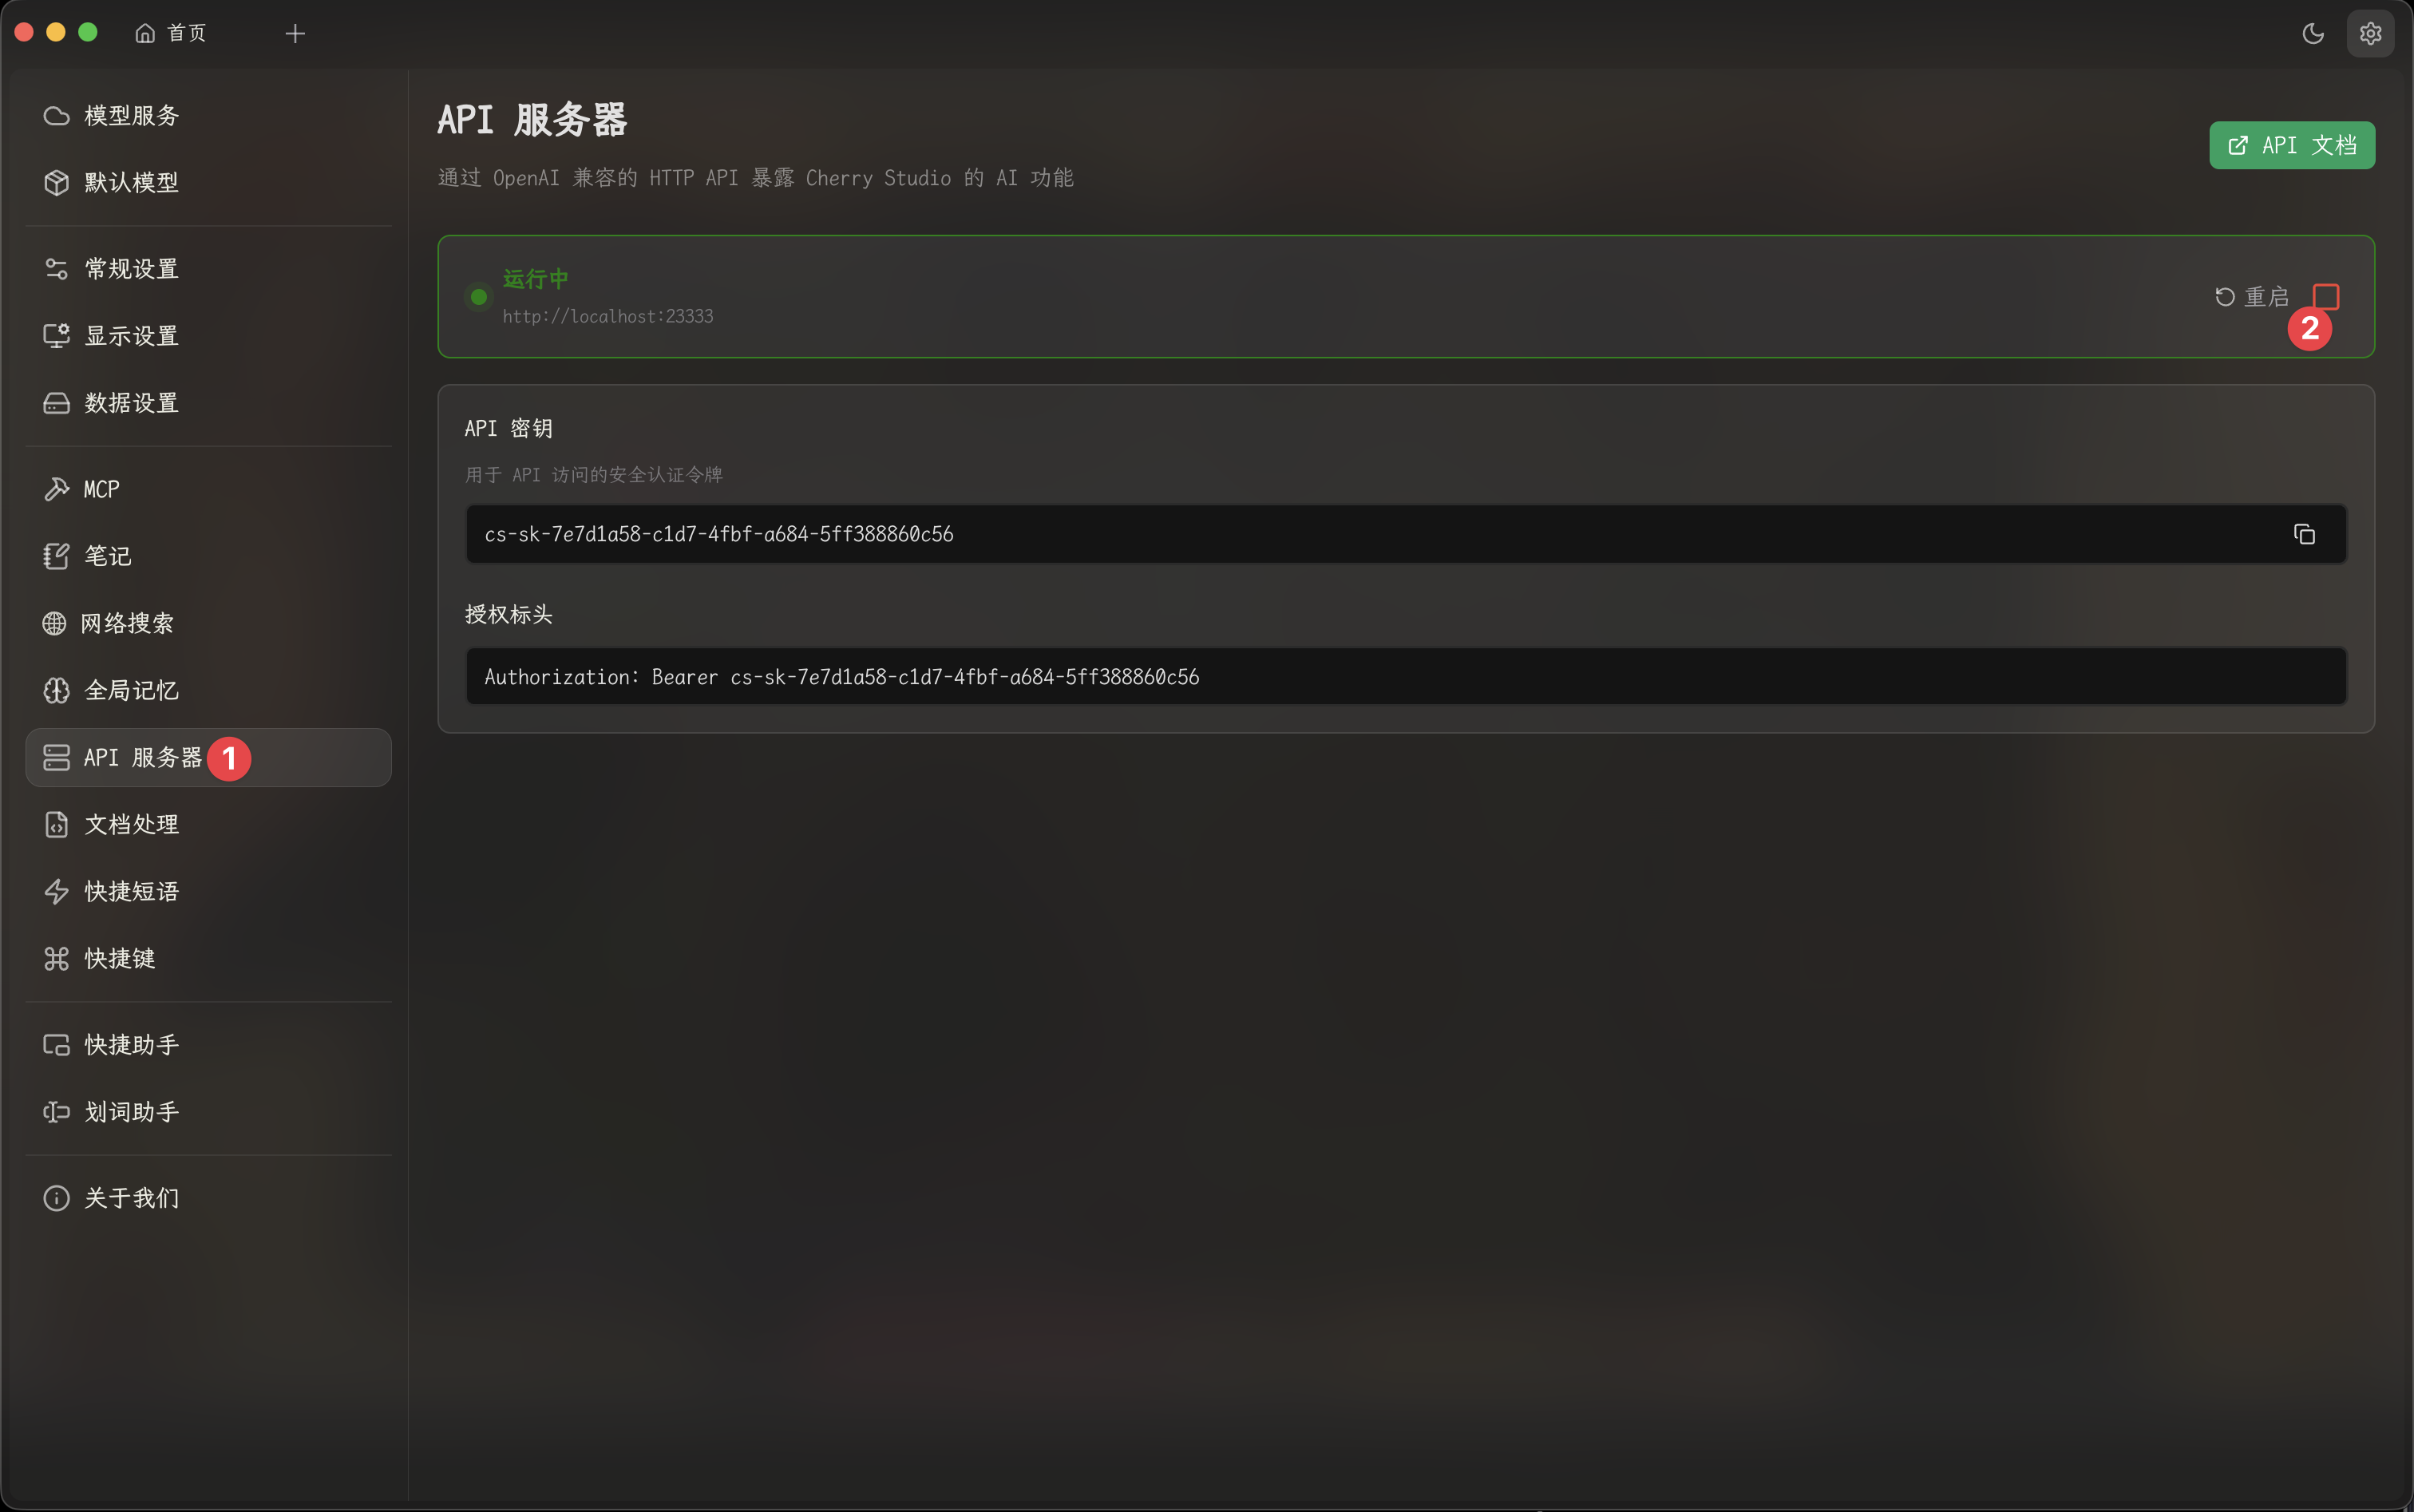 首页
模型服务
默认模型
常规设置
显示设置
数据设置
MCP
笔记
网络搜索
全局记忆
API 服务器
1
文档处理
快捷短语
快捷键
快捷助手
划词助手
关于我们
API 服务器
通过 OpenAI 兼容的 HTTP API 暴露 Cherry Studio 的 AI 功能
API 文档
运行中
http://localhost:23333
重启
2
API 密钥
用于 API 访问的安全认证令牌
cs-sk-7e7d1a58-c1d7-4fbf-a684-5ff388860c56
授权标头
Authorization: Bearer cs-sk-7e7d1a58-c1d7-4fbf-a684-5ff388860c56